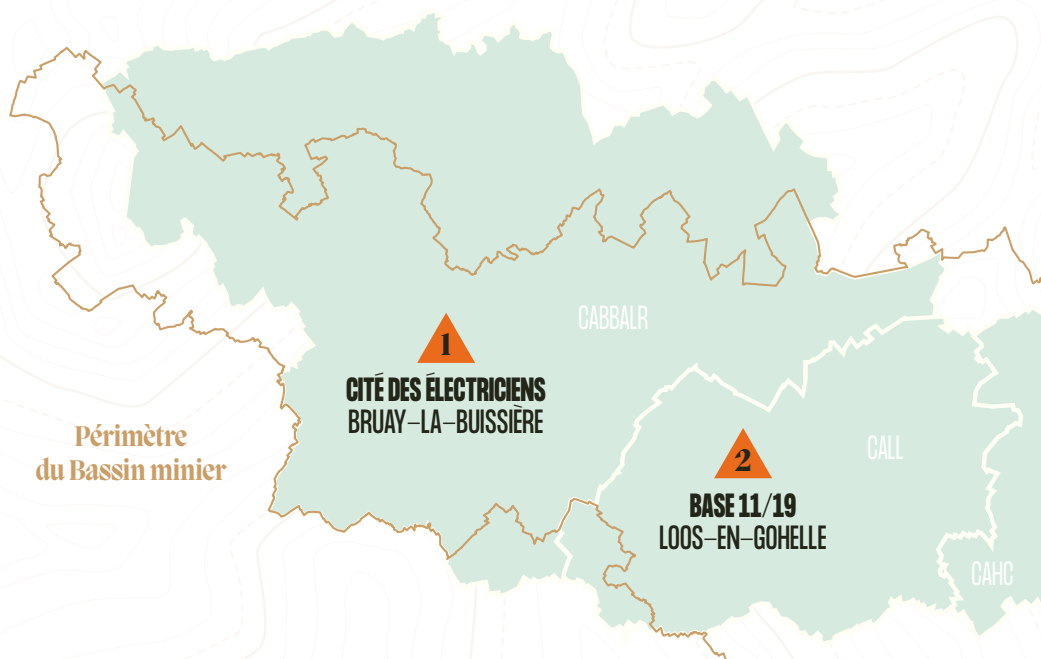 CABBALR
1
CITÉ DES ÉLECTRICIENS
BRUAY–LA–BUISSIÈRE
Périmètre
du Bassin minier
CALL
2
BASE 11/19
LOOS–EN–GOHELLE
CAHC